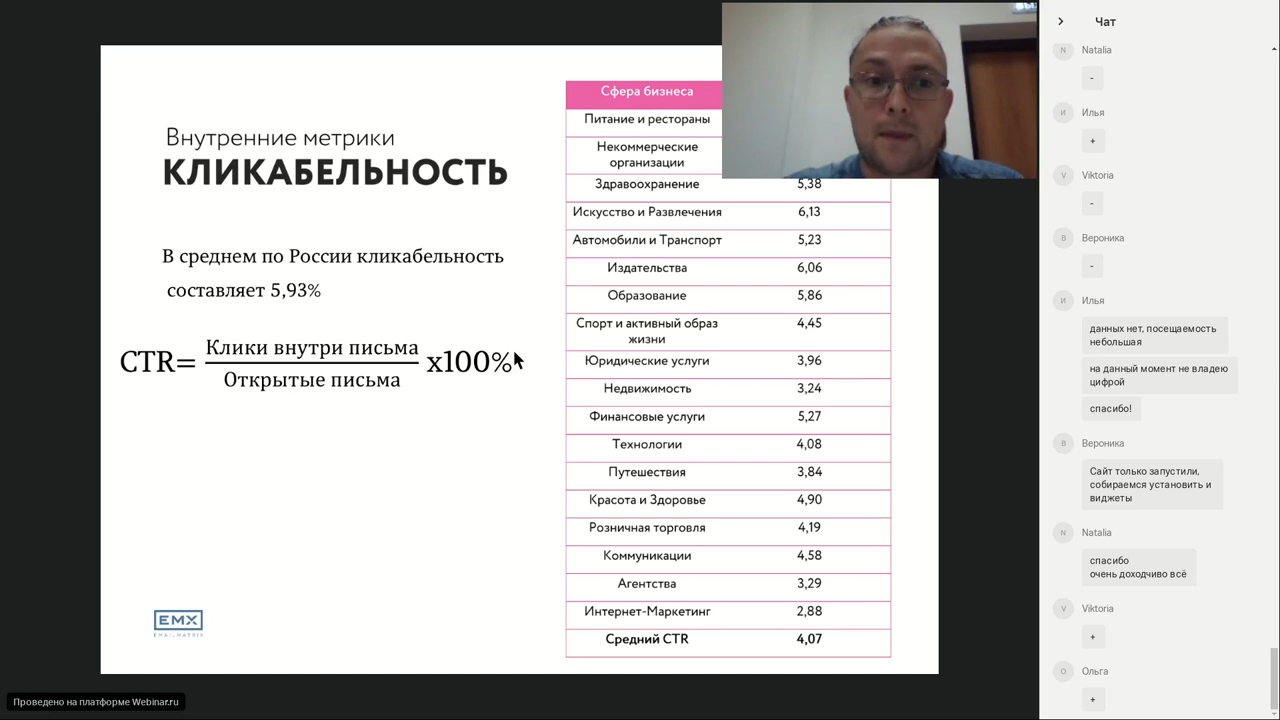 Внутренние метрики
КЛИКАБЕЛЬНОСТЬ
В среднем по России кликабельность
составляет 5,93%
CTR= Клики внутри письма x100%
Открытые письма
EMX
EMAILMATRIX
Сфера бизнеса
Питание и рестораны
Некоммерческие
организации
Здравоохранение 5,38
Искусство и Развлечения 6,13
Автомобили и Транспорт 5,23
Издательства 6,06
Образование 5,86
Спорт и активный образ 4,45
жизни
Юридические услуги 3,96
Недвижимость 3,24
Финансовые услуги 5,27
Технологии 4,08
Путешествия 3,84
Красота и Здоровье 4,90
Розничная торговля 4,19
Коммуникации 4,58
Агентства 3,29
Интернет-Маркетинг 2,88
Средний CTR 4,07
Проведено на платформе Webinar.ru
Чат
N Natalia
-
И Илья
+
V Viktoria
-
В Вероника
-
И Илья
данных нет, посещаемость
небольшая
на данный момент не владею
цифрой
спасибо!
В Вероника
Сайт только запустили,
собираемся установить и
виджеты
N Natalia
спасибо
очень доходчиво всё
V Viktoria
+
О Ольга
+